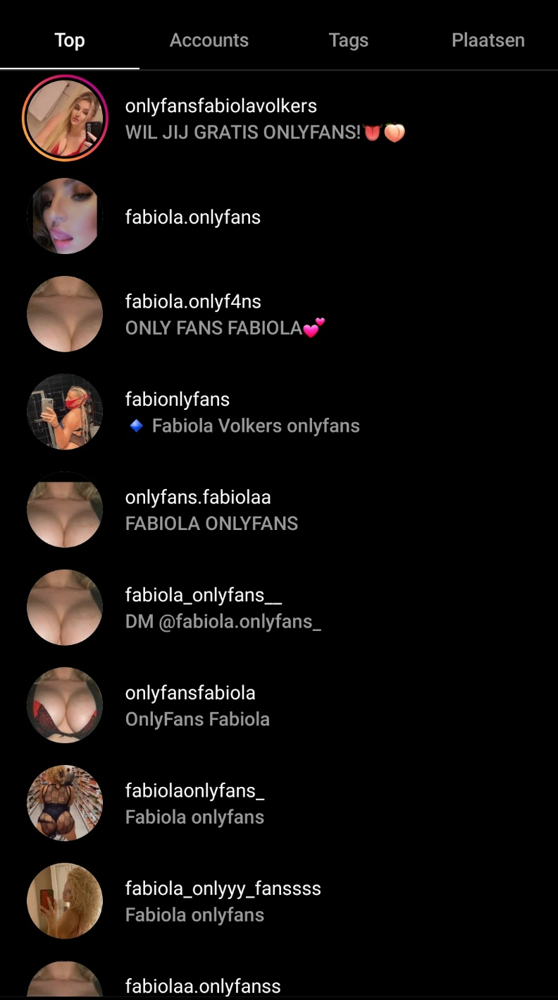 Top Accounts Tags Plaatsen
onlyfansfabiolavolkers
WIL JIJ GRATIS ONLYFANS!👅🍑
fabiola.onlyfans
fabiola.onlyf4ns
ONLY FANS FABIOLA💕
fabionlyfans
🔹 Fabiola Volkers onlyfans
onlyfans.fabiolaa
FABIOLA ONLYFANS
fabiola_onlyfans__
DM @fabiola.onlyfans_
onlyfansfabiola
OnlyFans Fabiola
fabiolaonlyfans_
Fabiola onlyfans
fabiola_onlyyy_fanssss
Fabiola onlyfans
fabiolaa.onlyfanss